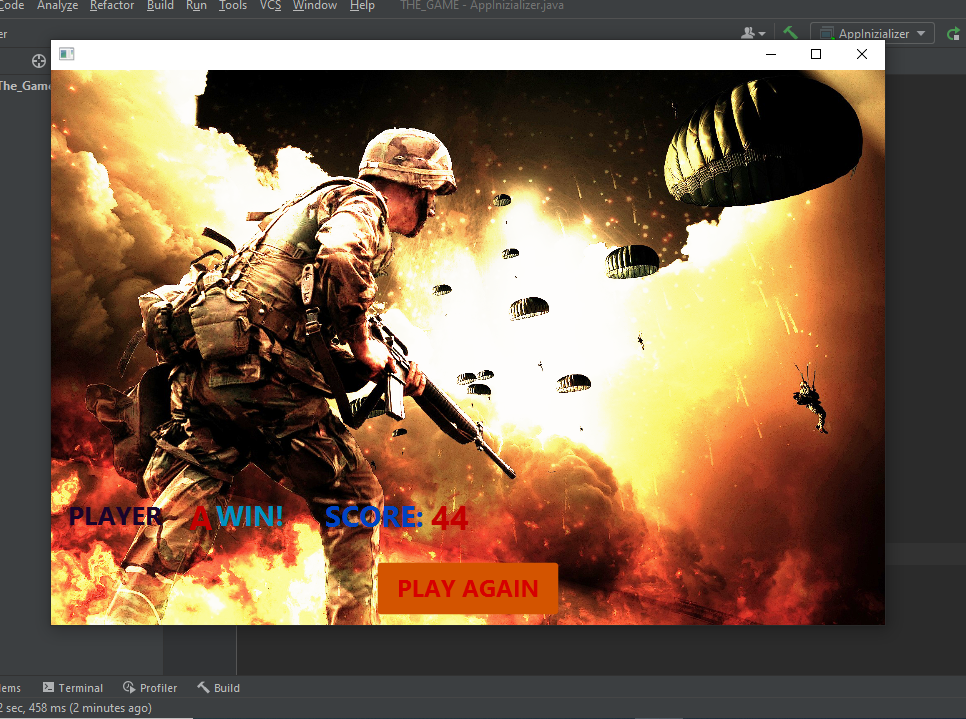 Code Analyze Refactor Build Run Tools VCS Window Help THE_GAME - AppInizializer.java
er AppInizializer
The_Game
PLAYER A WIN! SCORE: 44
PLAY AGAIN
lems Terminal Profiler Build
2 sec, 458 ms (2 minutes ago)